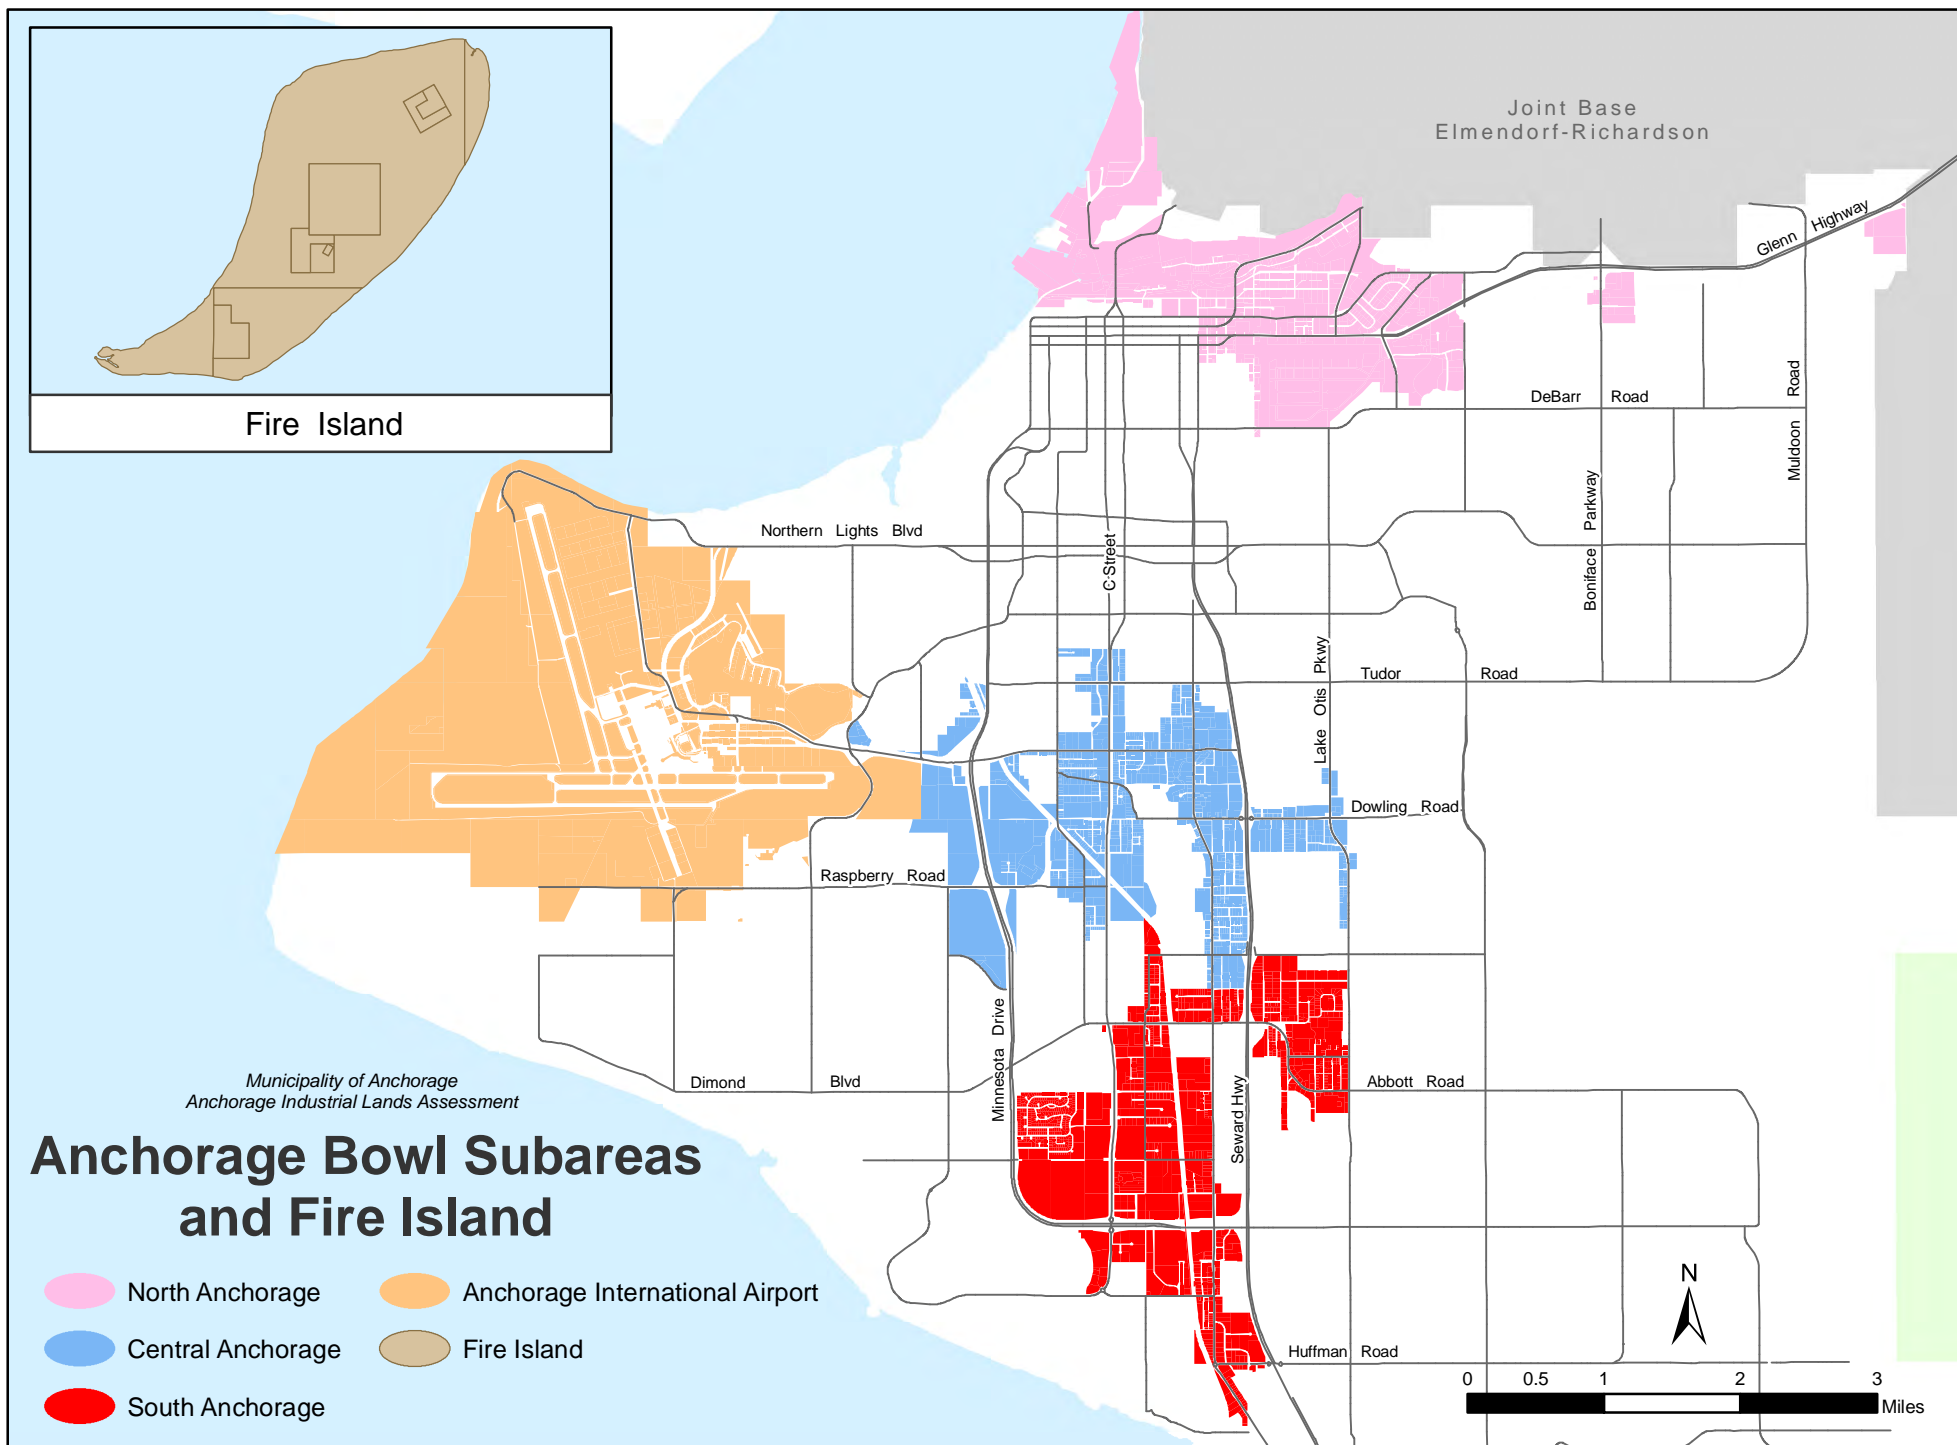 Fire Island
Joint Base
Elmendorf-Richardson
Glenn Highway
DeBarr Road
Muldoon Road
Boniface Parkway
Northern Lights Blvd
C Street
Lake Otis Pkwy
Tudor Road
Dowling Road
Raspberry Road
Minnesota Drive
Dimond Blvd
Seward Hwy
Abbott Road
Huffman Road
Municipality of Anchorage
Anchorage Industrial Lands Assessment
Anchorage Bowl Subareas
and Fire Island
North Anchorage
Anchorage International Airport
Central Anchorage
Fire Island
South Anchorage
N
0 0.5 1 2 3
Miles